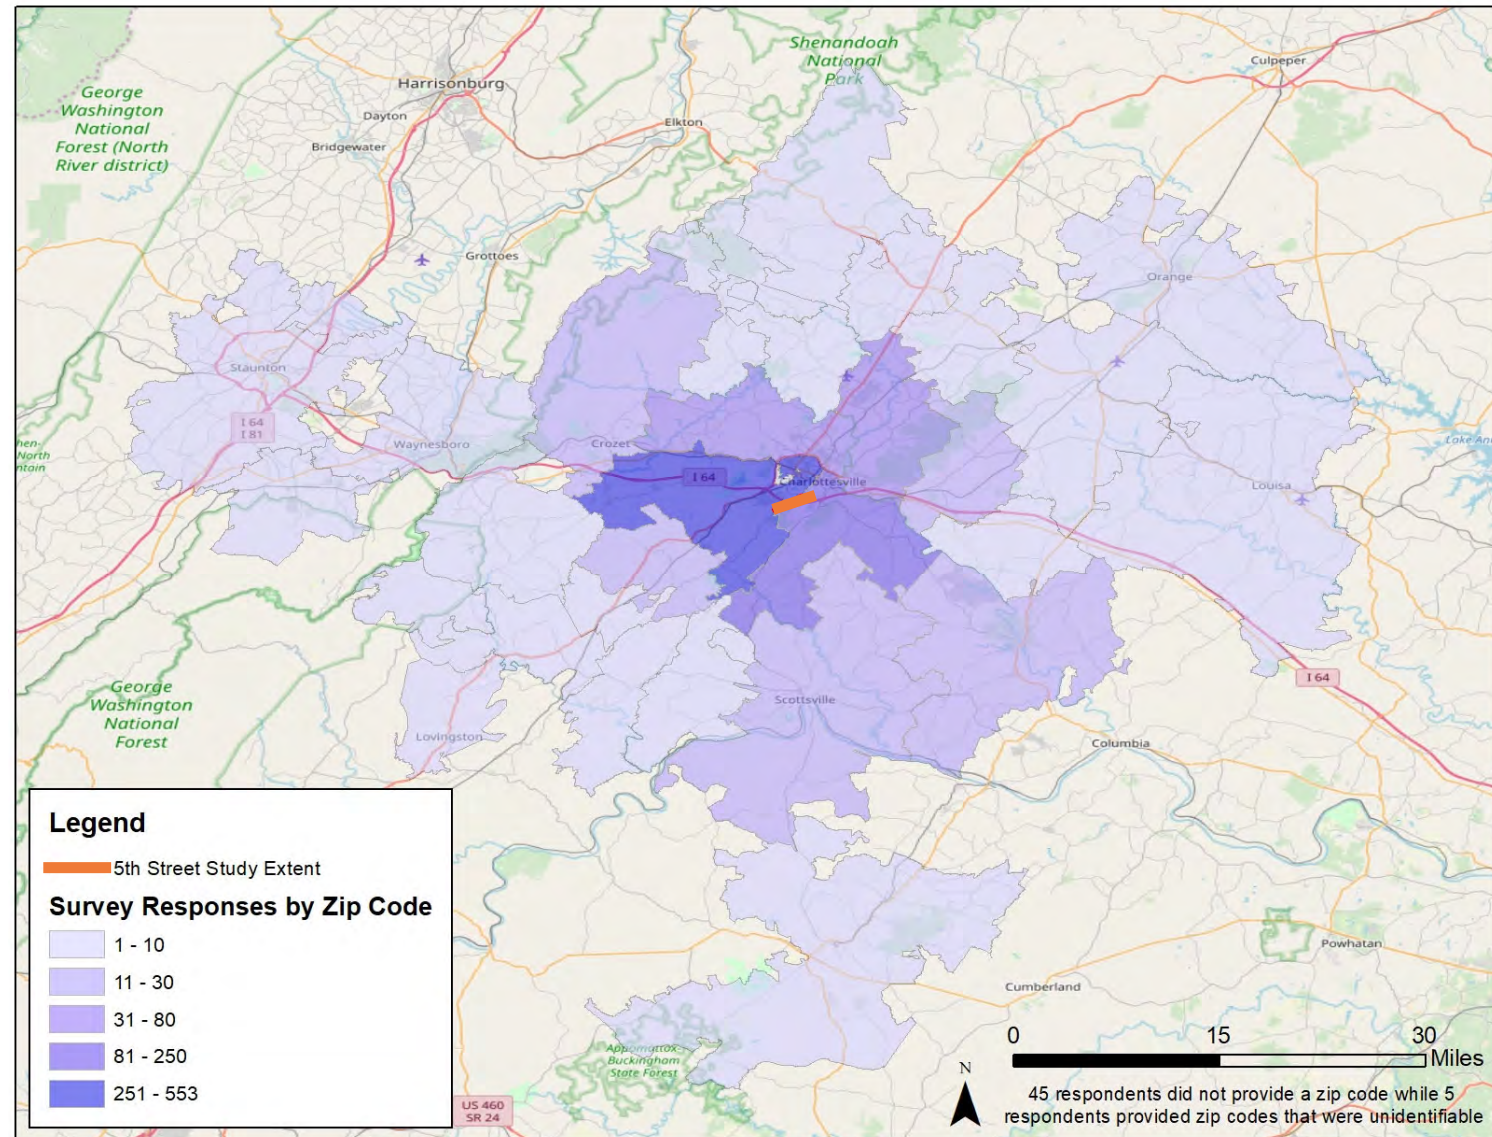 Shenandoah
National
Park
Culpeper
Harrisonburg
George
Washington
National
Forest (North
River district)
Dayton
Elkton
Bridgewater
Grottoes
Orange
Staunton
I 64
I 81
hen-
North
ntain
Waynesboro
Crozet
I 64
Charlottesville
Lake An
Louisa
George
Washington
National
Forest
Scottsville
I 64
Lovingston
Columbia
Legend
5th Street Study Extent
Survey Responses by Zip Code
1 - 10
11 - 30
31 - 80
81 - 250
251 - 553
Powhatan
Cumberland
Appomattox-
Buckingham
State Forest
US 460
SR 24
0 15 30
Miles
N
45 respondents did not provide a zip code while 5
respondents provided zip codes that were unidentifiable